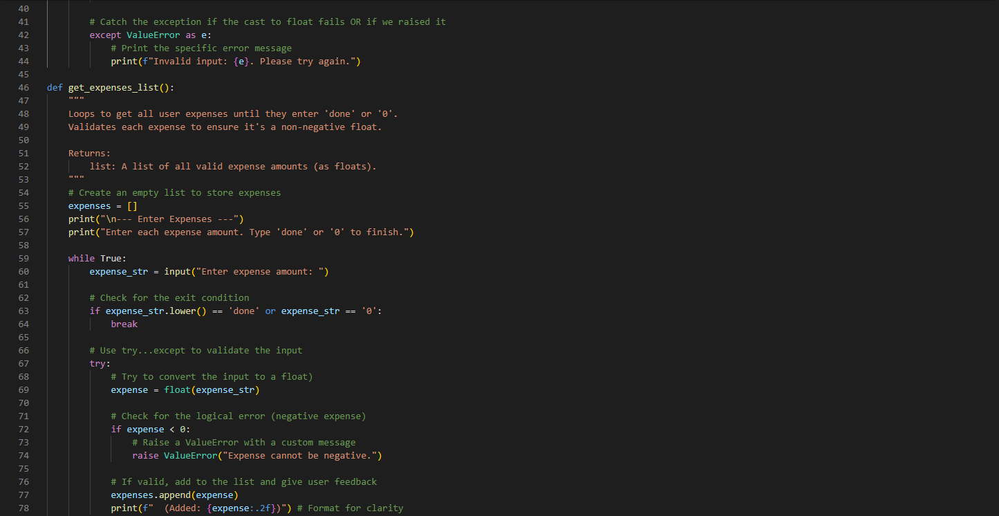 40
41 # Catch the exception if the cast to float fails OR if we raised it
42 except ValueError as e:
43 # Print the specific error message
44 print(f"Invalid input: {e}. Please try again.")
45
46 def get_expenses_list():
47 """
48 Loops to get all user expenses until they enter 'done' or '0'.
49 Validates each expense to ensure it's a non-negative float.
50
51 Returns:
52 list: A list of all valid expense amounts (as floats).
53 """
54 # Create an empty list to store expenses
55 expenses = []
56 print("\n--- Enter Expenses ---")
57 print("Enter each expense amount. Type 'done' or '0' to finish.")
58
59 while True:
60 expense_str = input("Enter expense amount: ")
61
62 # Check for the exit condition
63 if expense_str.lower() == 'done' or expense_str == '0':
64 break
65
66 # Use try...except to validate the input
67 try:
68 # Try to convert the input to a float)
69 expense = float(expense_str)
70
71 # Check for the logical error (negative expense)
72 if expense < 0:
73 # Raise a ValueError with a custom message
74 raise ValueError("Expense cannot be negative.")
75
76 # If valid, add to the list and give user feedback
77 expenses.append(expense)
78 print(f"  (Added: {expense:.2f})") # Format for clarity